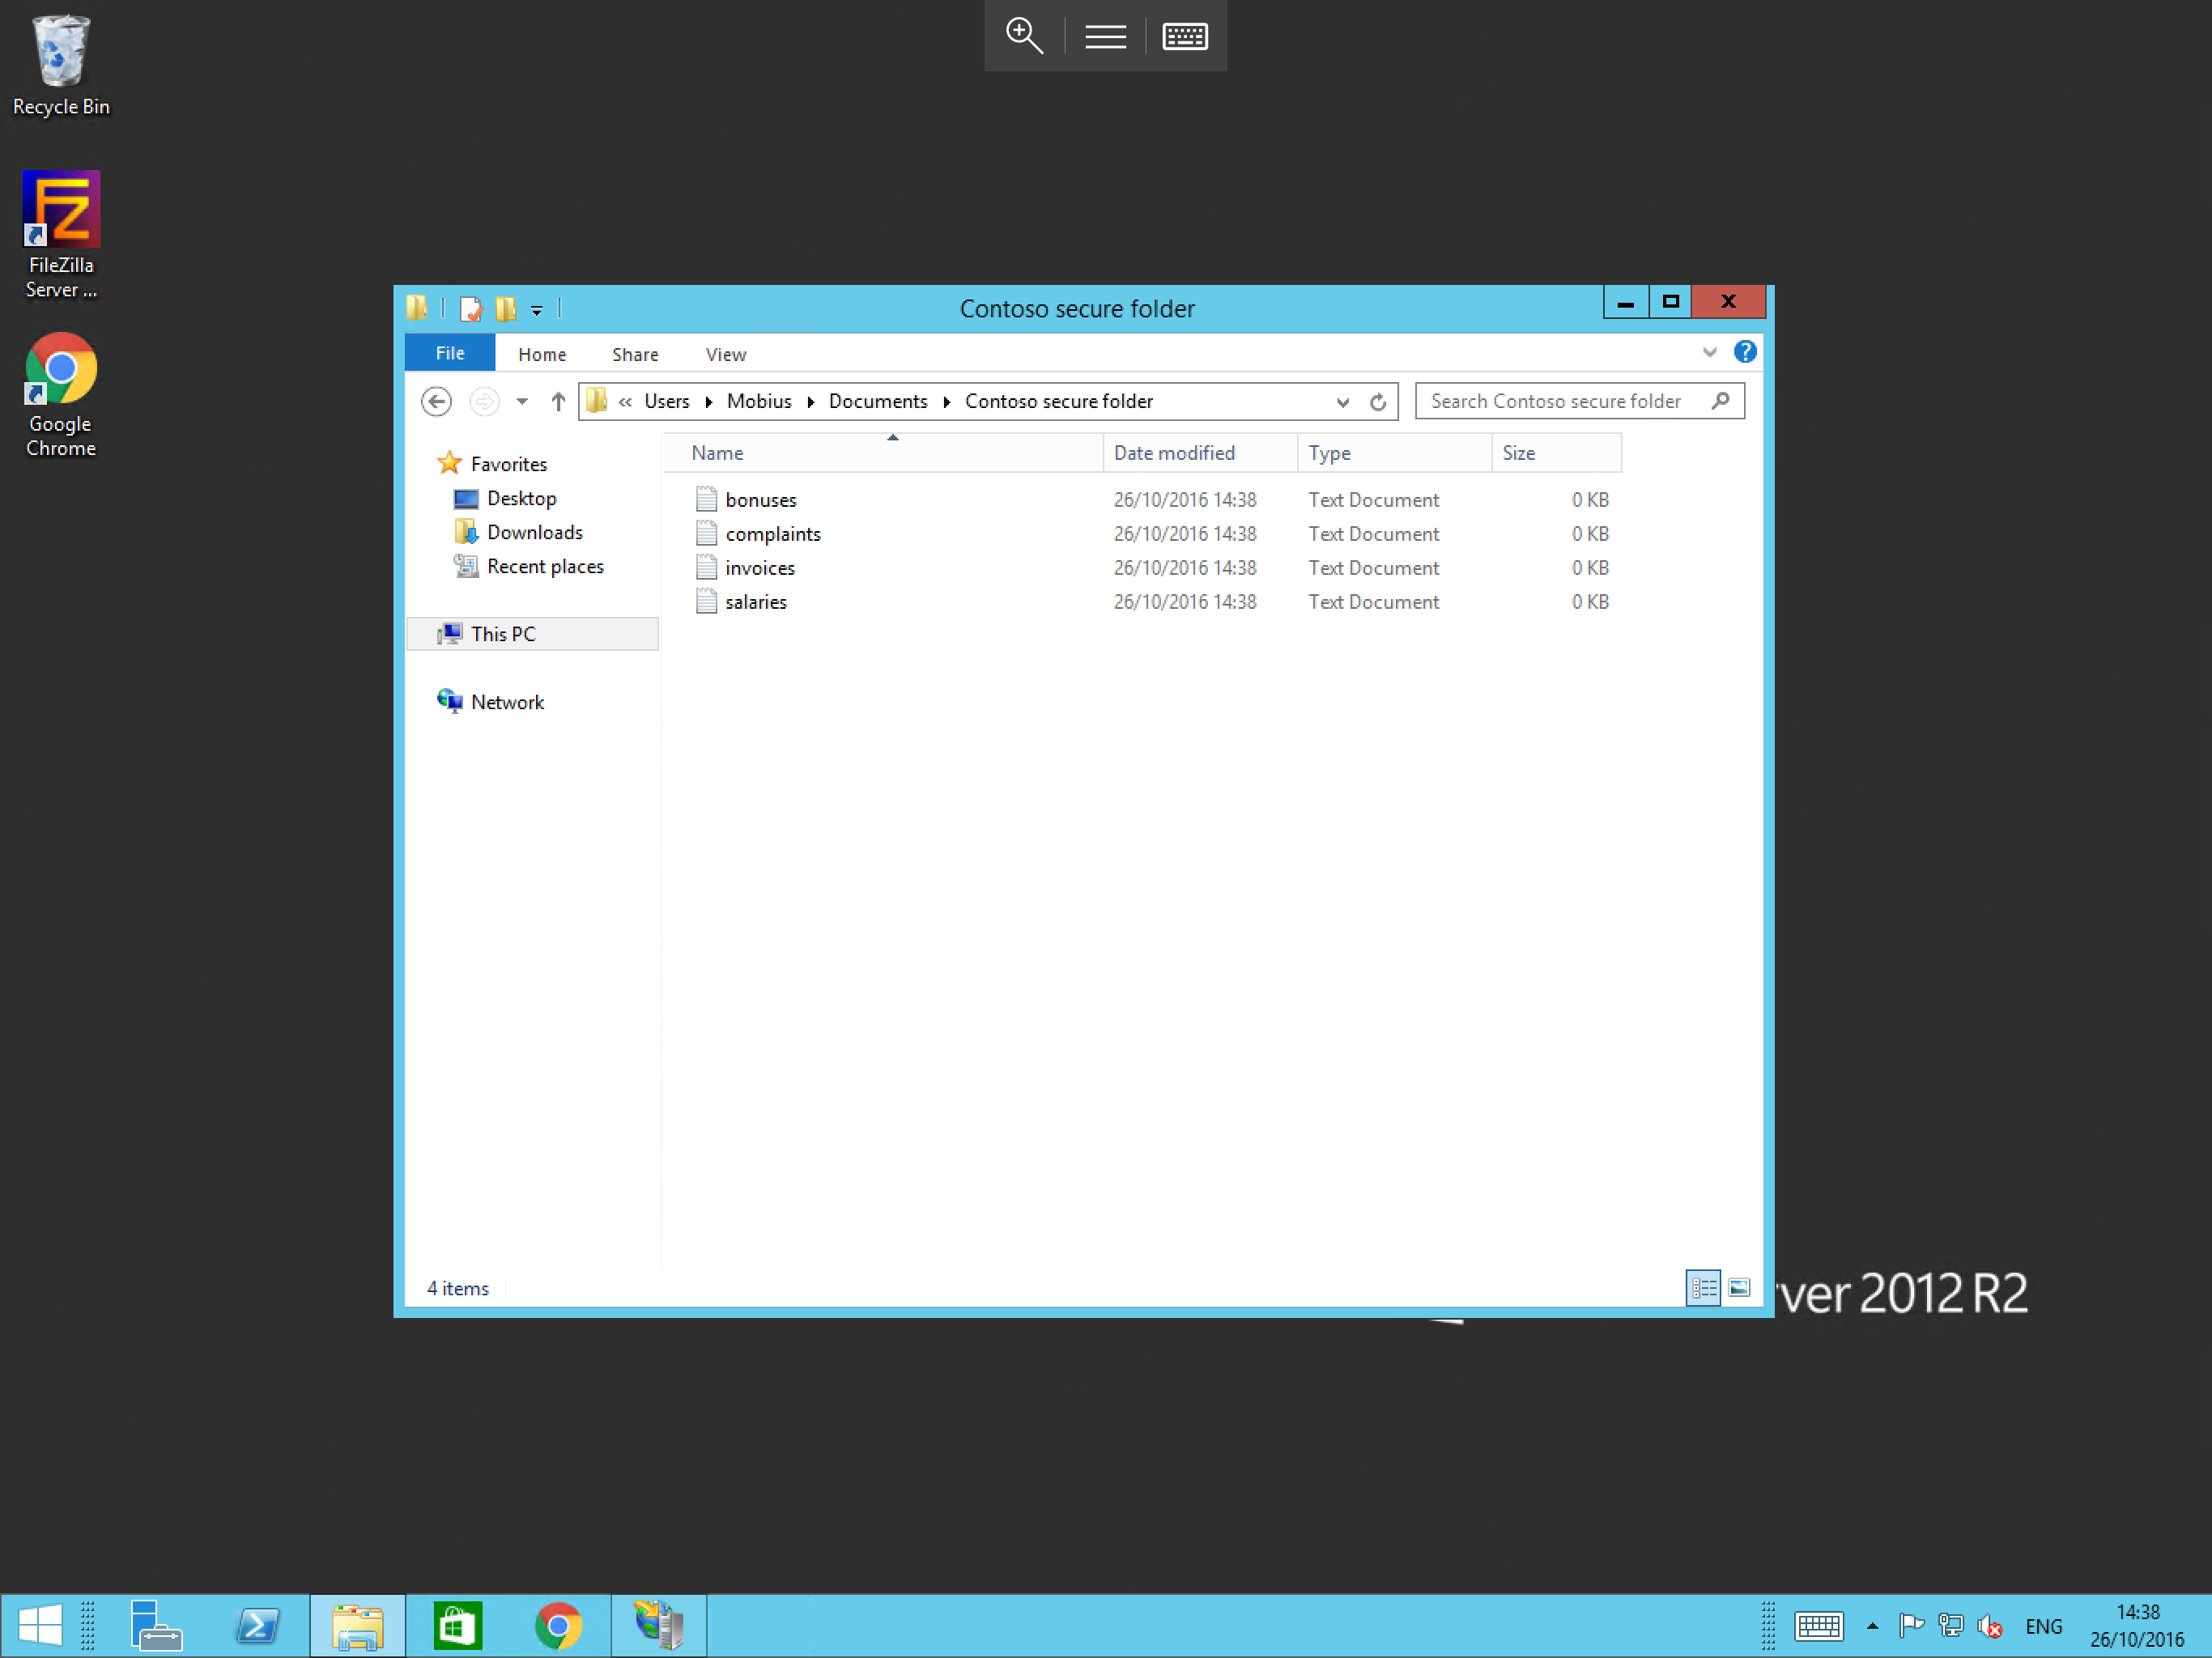 Recycle Bin
FileZilla
Server ...
Google
Chrome
Contoso secure folder
File Home Share View
« Users Mobius Documents Contoso secure folder
Search Contoso secure folder
Favorites
Desktop
Downloads
Recent places
This PC
Network
Name Date modified Type Size
bonuses 26/10/2016 14:38 Text Document 0 KB
complaints 26/10/2016 14:38 Text Document 0 KB
invoices 26/10/2016 14:38 Text Document 0 KB
salaries 26/10/2016 14:38 Text Document 0 KB
4 items
ver 2012 R2
ENG
14:38
26/10/2016